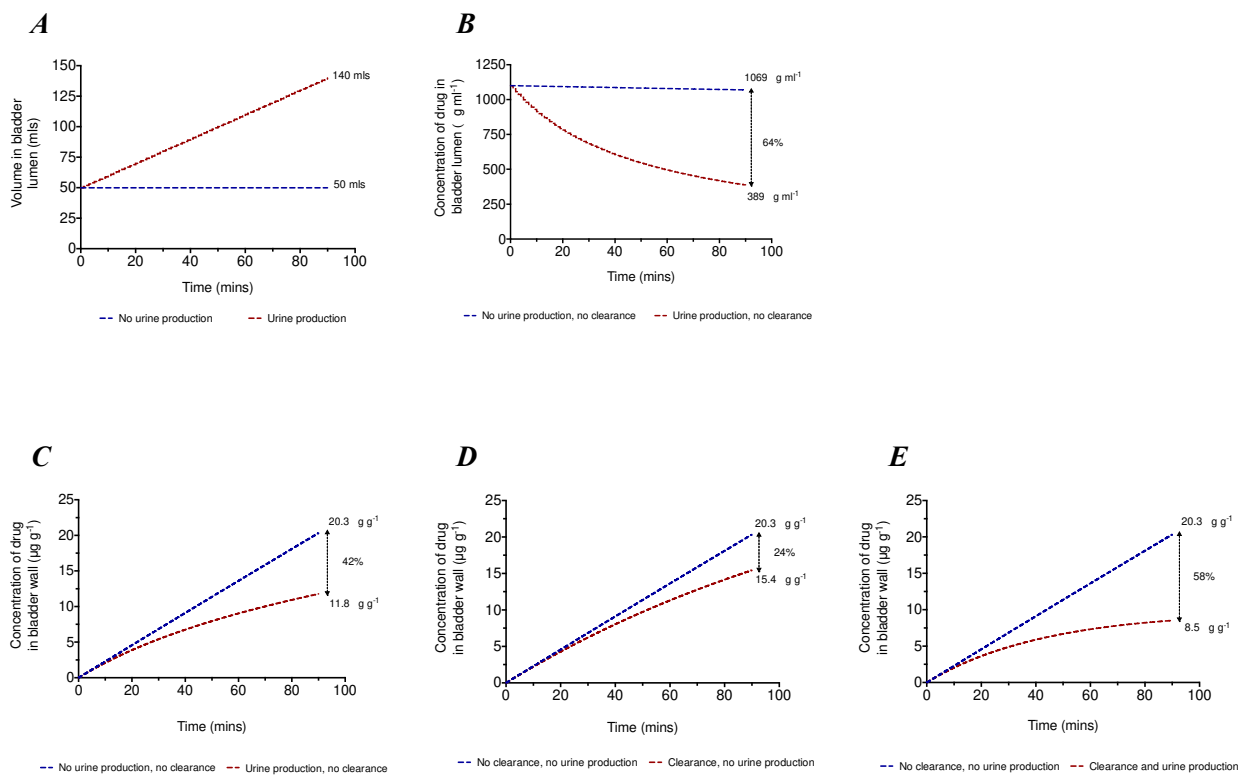 A
Volume in bladder
lumen (mls)
150
125
100
75
50
25
0
0 20 40 60 80 100
140 mls
50 mls
Time (mins)
No urine production Urine production
B
Concentration of drug in
bladder lumen ( g ml-1)
1250
1000
750
500
250
0
0 20 40 60 80 100
1069 g ml-1
64%
389 g ml-1
Time (mins)
No urine production, no clearance Urine production, no clearance
C
Concentration of drug
in bladder wall (µg g-1)
25
20
15
10
5
0
0 20 40 60 80 100
20.3 g g-1
42%
11.8 g g-1
Time (mins)
No urine production, no clearance Urine production, no clearance
D
Concentration of drug
in bladder wall (µg g-1)
25
20
15
10
5
0
0 20 40 60 80 100
20.3 g g-1
24%
15.4 g g-1
Time (mins)
No clearance, no urine production Clearance, no urine production
E
Concentration of drug
in bladder wall (µg g-1)
25
20
15
10
5
0
0 20 40 60 80 100
20.3 g g-1
58%
8.5 g g-1
Time (mins)
No clearance, no urine production Clearance and urine production